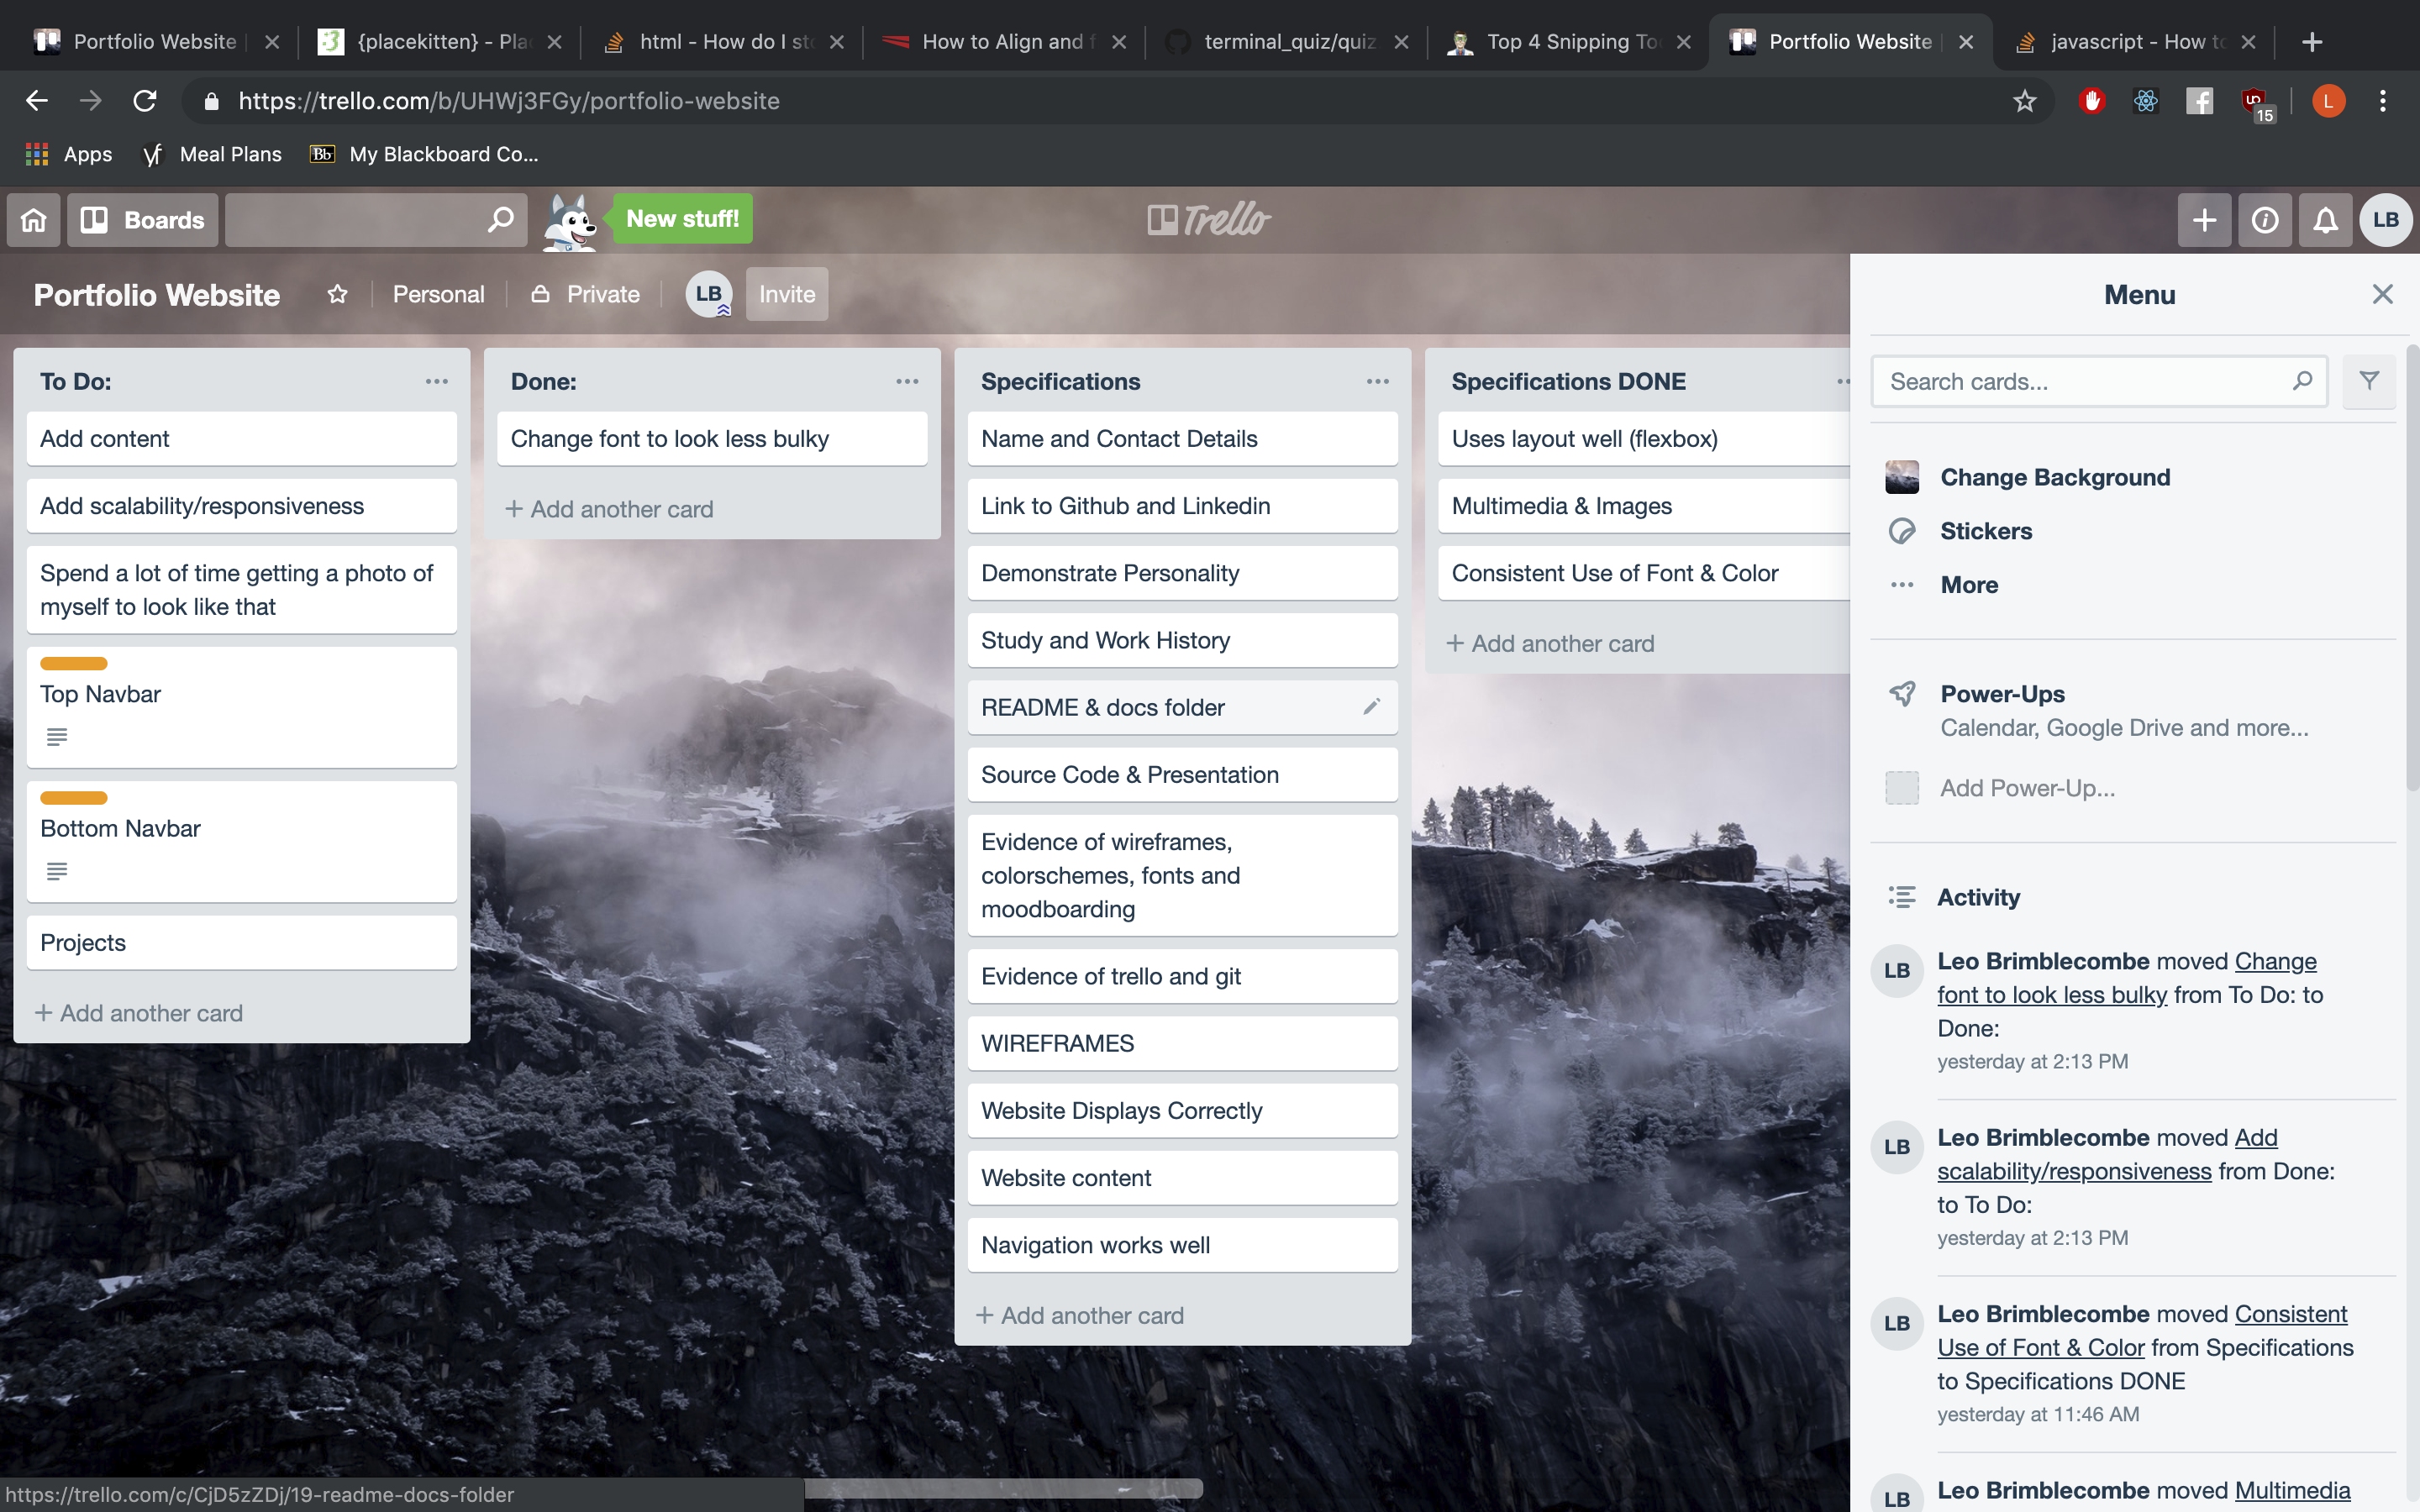 Portfolio Website
{placekitten} - Pla
html - How do I sto
How to Align and f
terminal_quiz/quiz
Top 4 Snipping Too
Portfolio Website
javascript - How to
https://trello.com/b/UHWj3FGy/portfolio-website
15
L
Apps
Meal Plans
Bb
My Blackboard Co...
Boards
New stuff!
Trello
LB
Portfolio Website
Personal
Private
LB
Invite
To Do:
Add content
Add scalability/responsiveness
Spend a lot of time getting a photo of
myself to look like that
Top Navbar
Bottom Navbar
Projects
+ Add another card
Done:
Change font to look less bulky
+ Add another card
Specifications
Name and Contact Details
Link to Github and Linkedin
Demonstrate Personality
Study and Work History
README & docs folder
Source Code & Presentation
Evidence of wireframes,
colorschemes, fonts and
moodboarding
Evidence of trello and git
WIREFRAMES
Website Displays Correctly
Website content
Navigation works well
+ Add another card
Specifications DONE
Uses layout well (flexbox)
Multimedia & Images
Consistent Use of Font & Color
+ Add another card
Menu
Search cards...
Change Background
Stickers
More
Power-Ups
Calendar, Google Drive and more...
Add Power-Up...
Activity
LB
Leo Brimblecombe moved Change
font to look less bulky from To Do: to
Done:
yesterday at 2:13 PM
LB
Leo Brimblecombe moved Add
scalability/responsiveness from Done:
to To Do:
yesterday at 2:13 PM
LB
Leo Brimblecombe moved Consistent
Use of Font & Color from Specifications
to Specifications DONE
yesterday at 11:46 AM
LB
Leo Brimblecombe moved Multimedia
https://trello.com/c/CjD5zZDj/19-readme-docs-folder